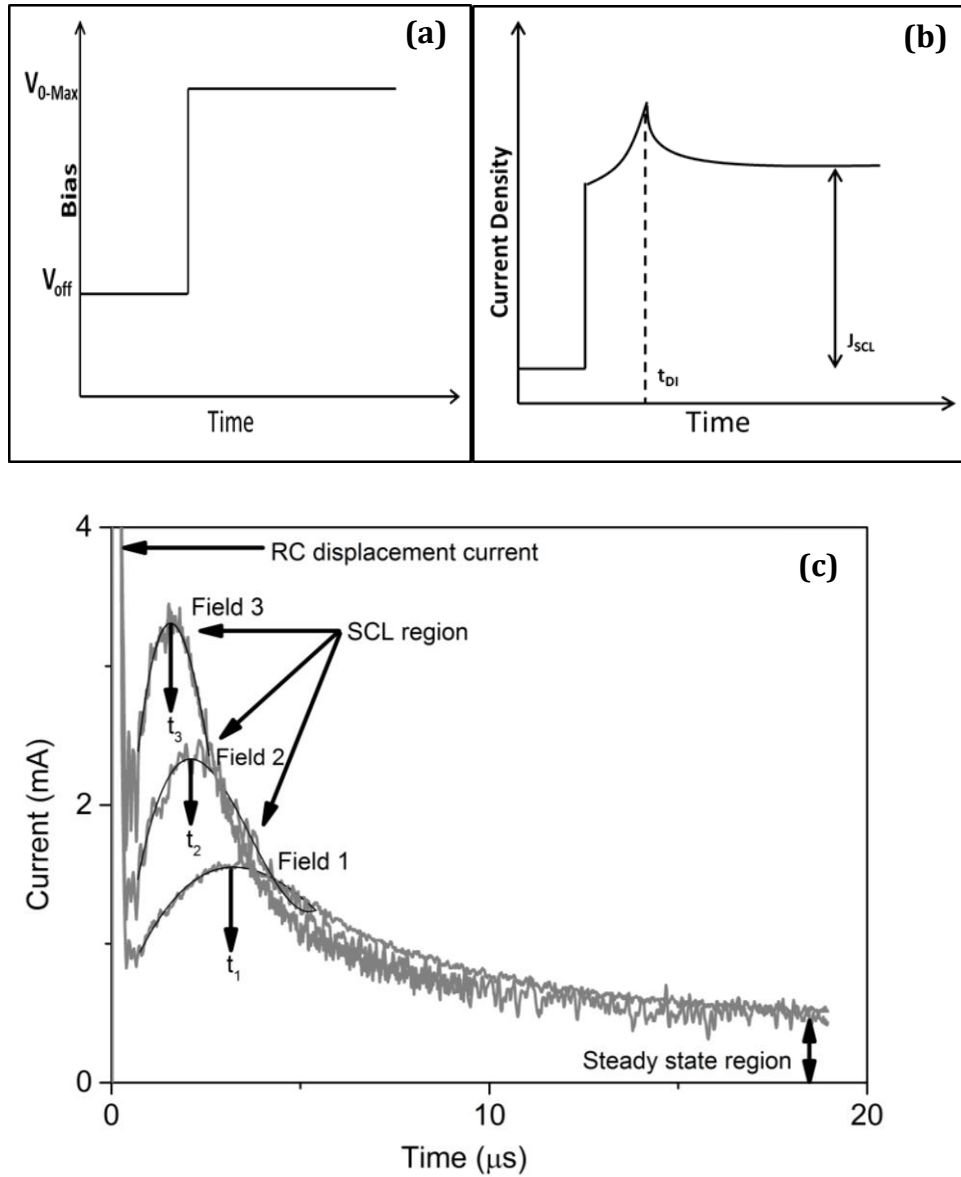 (a)
V0-Max
Bias
Voff
Time
(b)
Current Density
JSCL
tDI
Time
(c)
4
RC displacement current
Field 3
SCL region
t3
Field 2
2
t2
Field 1
t1
Current (mA)
Steady state region
0
0
10
20
Time (μs)